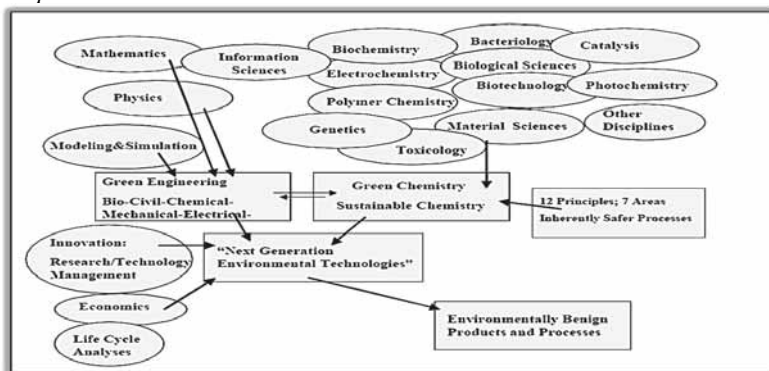 Mathematics
Information
Sciences
Biochemistry
Bacteriology
Catalysis
Electrochemistry
Biological Sciences
Physics
Polymer Chemistry
Biotechnology
Photochemistry
Genetics
Material Sciences
Other
Disciplines
Modeling&Simulation
Toxicology
Green Engineering
Bio-Civil-Chemical-
Mechanical-Electrical-
Green Chemistry
Sustainable Chemistry
12 Principles; 7 Areas
Inherently Safer Processes
Innovation:
Research/Technology
Management
“Next Generation
Environmental Technologies”
Economics
Life Cycle
Analyses
Environmentally Benign
Products and Processes